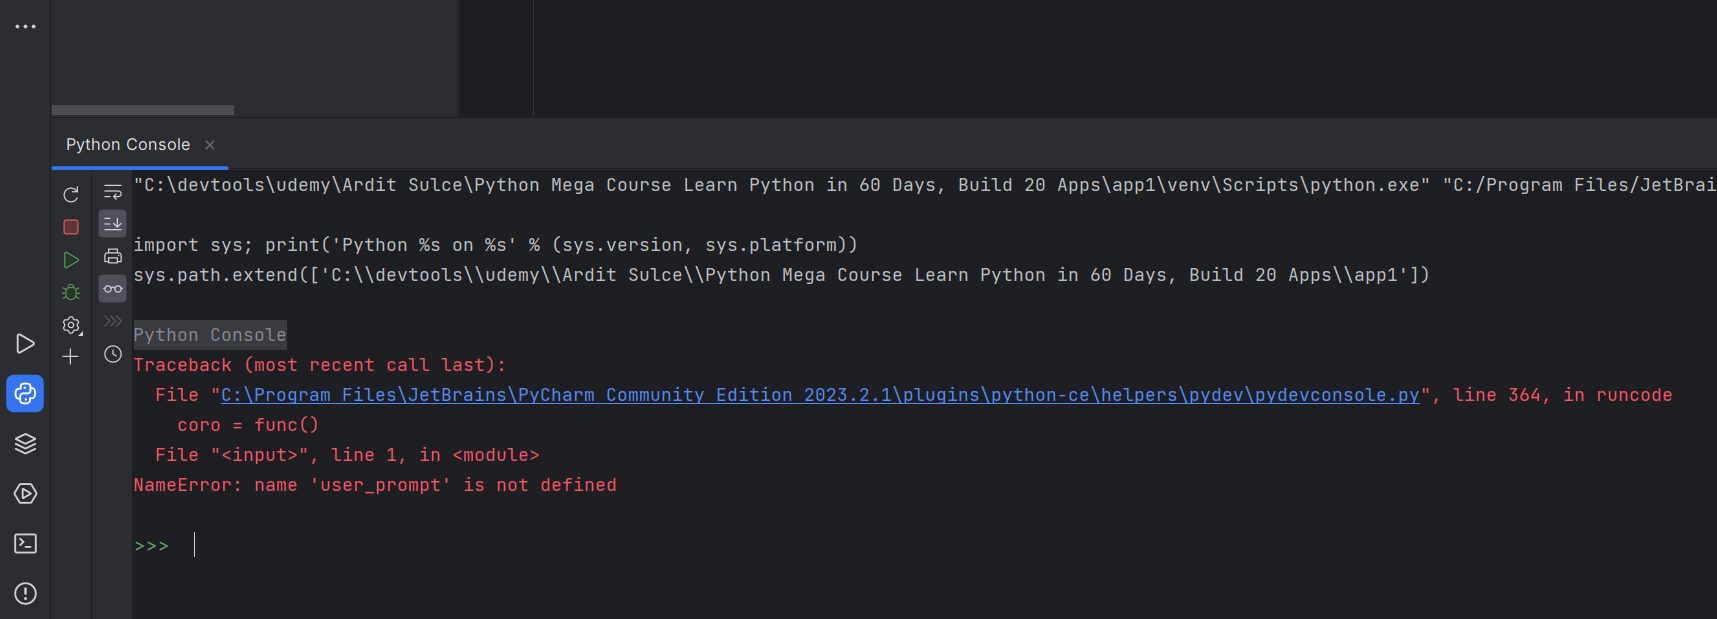 Python Console
"C:\devtools\udemy\Ardit Sulce\Python Mega Course Learn Python in 60 Days, Build 20 Apps\app1\venv\Scripts\python.exe" "C:/Program Files/JetBrai
import sys; print('Python %s on %s' % (sys.version, sys.platform))
sys.path.extend(['C:\\devtools\\udemy\\Ardit Sulce\\Python Mega Course Learn Python in 60 Days, Build 20 Apps\\app1'])
Python Console
Traceback (most recent call last):
  File "C:\Program Files\JetBrains\PyCharm Community Edition 2023.2.1\plugins\python-ce\helpers\pydev\pydevconsole.py", line 364, in runcode
    coro = func()
  File "<input>", line 1, in <module>
NameError: name 'user_prompt' is not defined
>>>